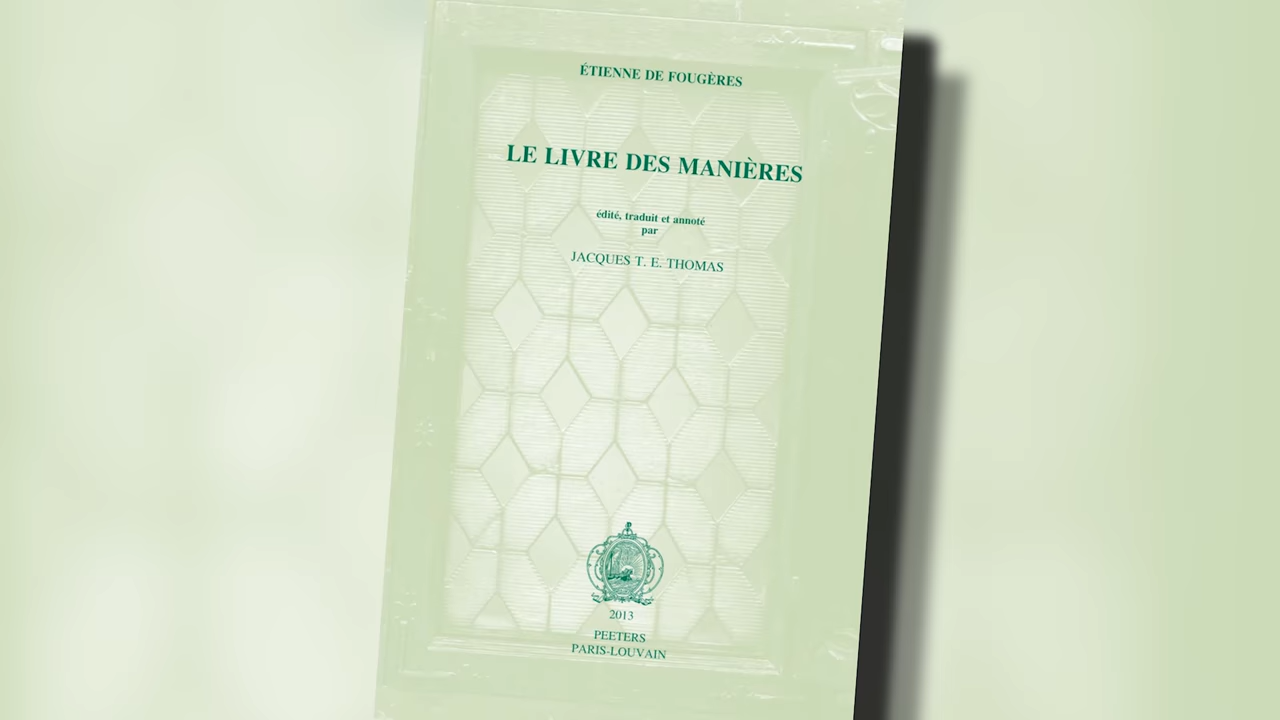 ÉTIENNE DE FOUGÈRES
LE LIVRE DES MANIÈRES
édité, traduit et annoté
par
JACQUES T. E. THOMAS
2013
PEETERS
PARIS-LOUVAIN